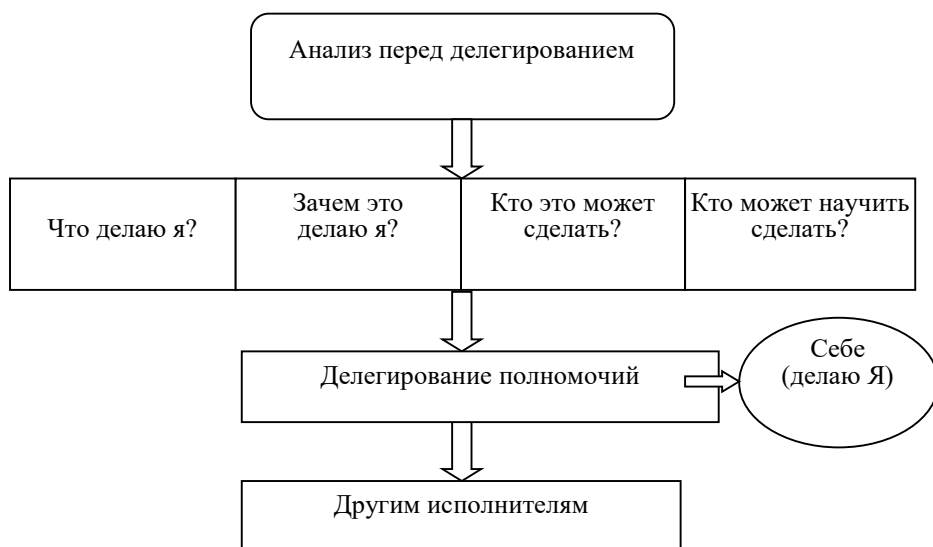 Анализ перед делегированием
Что делаю я?
Зачем это
делаю я?
Кто это может
сделать?
Кто может научить
сделать?
Делегирование полномочий
Себе
(делаю Я)
Другим исполнителям